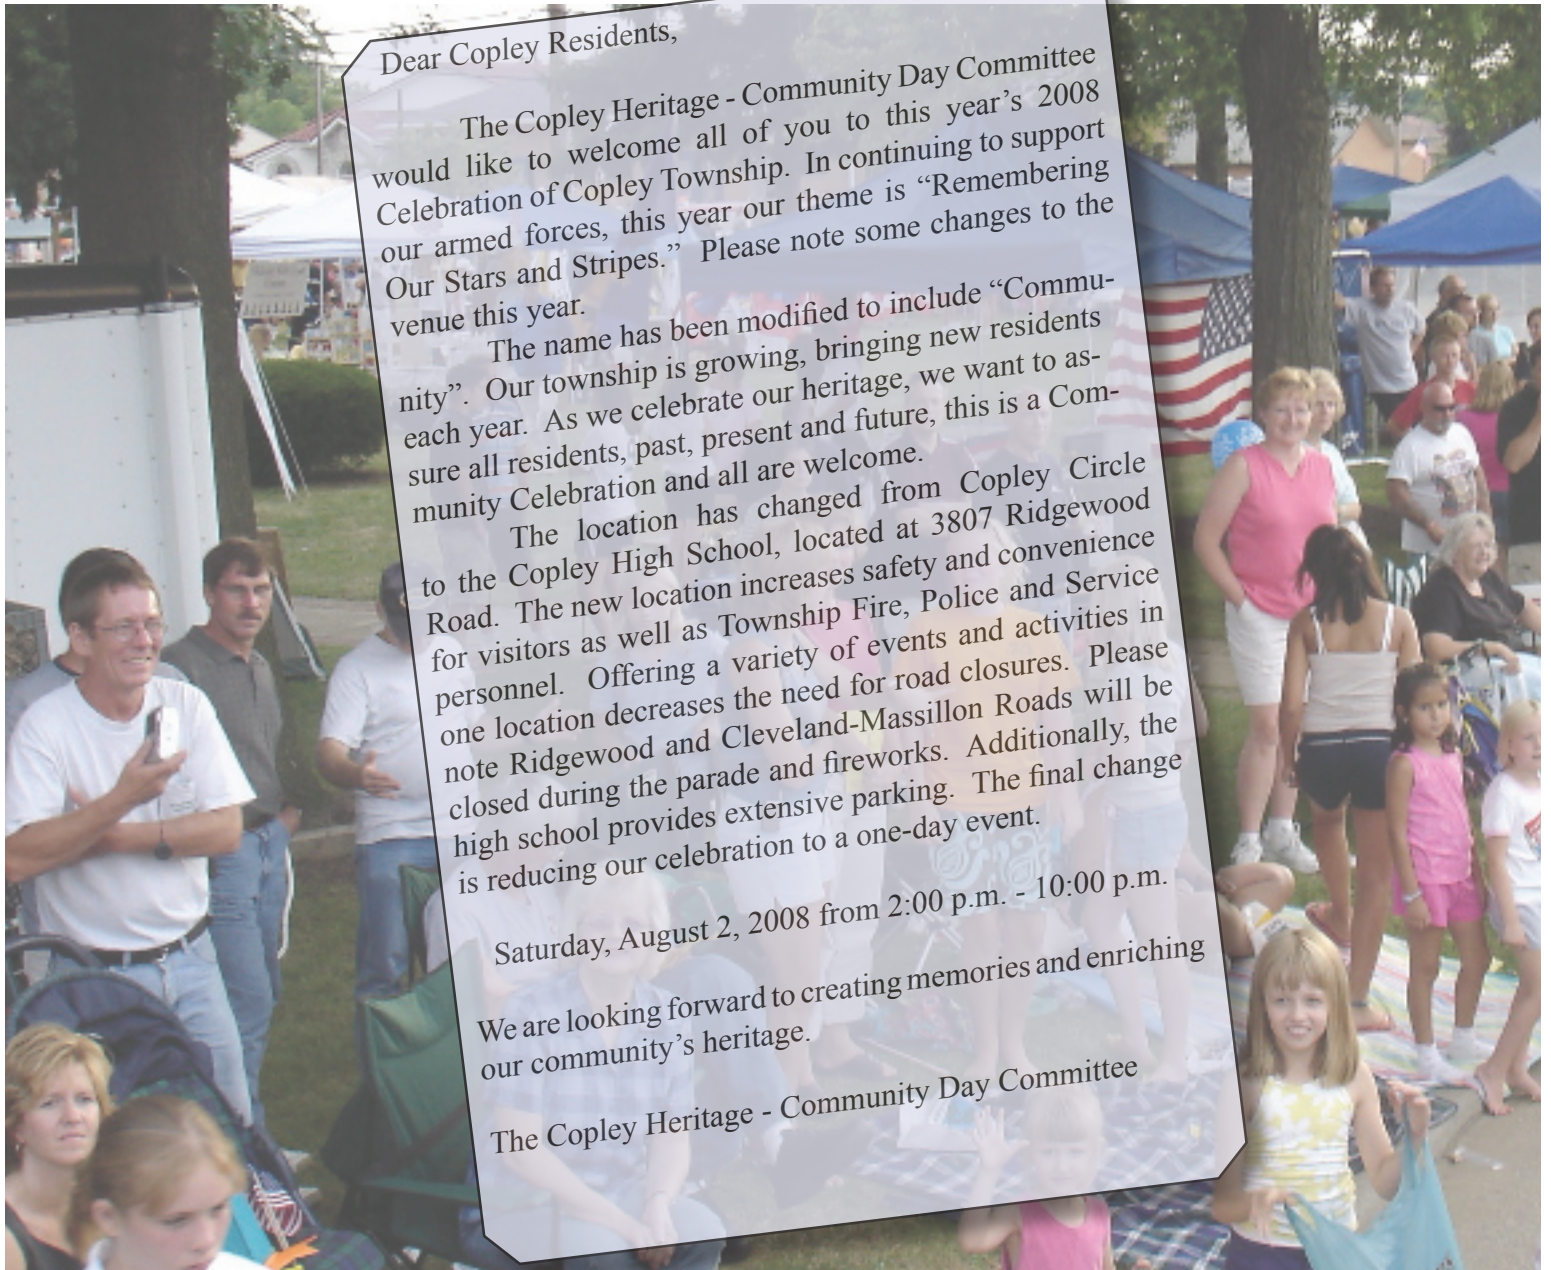 Dear Copley Residents,
The Copley Heritage - Community Day Committee
would like to welcome all of you to this year’s 2008
Celebration of Copley Township.  In continuing to support
our armed forces, this year our theme is “Remembering
Our Stars and Stripes.”  Please note some changes to the
venue this year.
The name has been modified to include “Commu-
nity”.  Our township is growing, bringing new residents
each year.  As we celebrate our heritage, we want to as-
sure all residents, past, present and future, this is a Com-
munity Celebration and all are welcome.
The location has changed from Copley Circle
to the Copley High School, located at 3807 Ridgewood
Road.  The new location increases safety and convenience
for visitors as well as Township Fire, Police and Service
personnel.  Offering a variety of events and activities in
one location decreases the need for road closures.  Please
note Ridgewood and Cleveland-Massillon Roads will be
closed during the parade and fireworks.  Additionally, the
high school provides extensive parking.  The final change
is reducing our celebration to a one-day event.
Saturday, August 2, 2008 from 2:00 p.m. - 10:00 p.m.
We are looking forward to creating memories and enriching
our community’s heritage.
The Copley Heritage - Community Day Committee